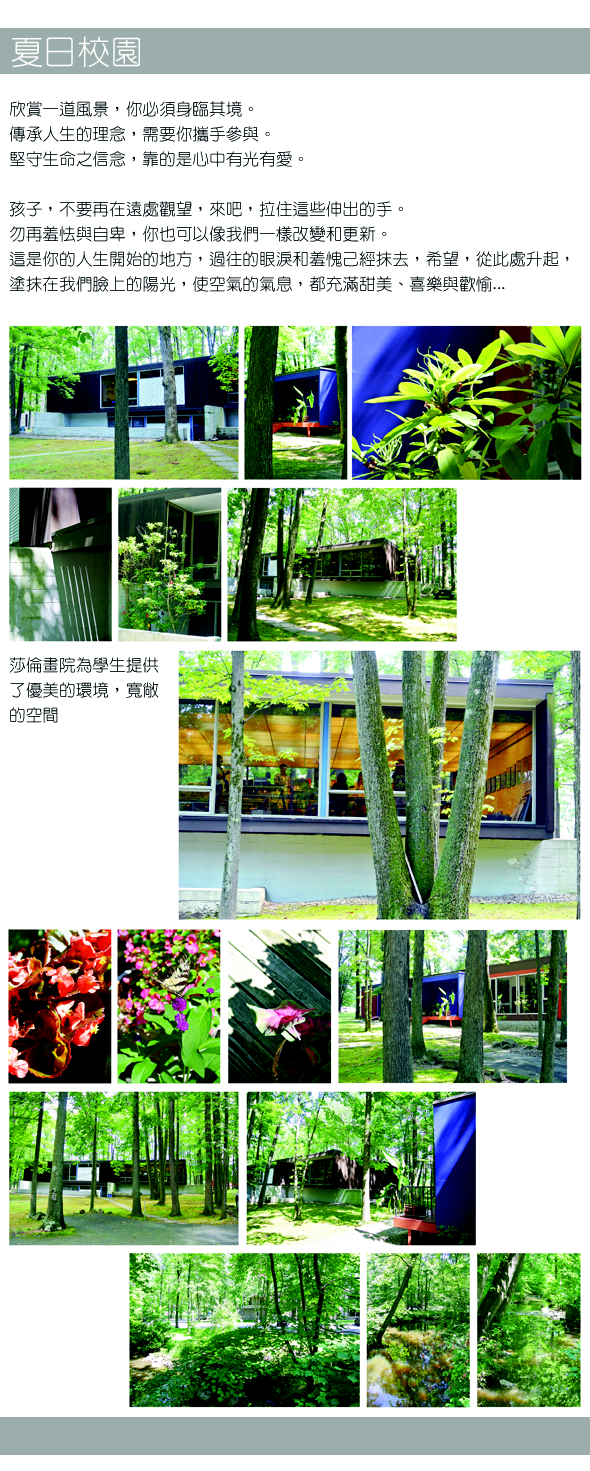 夏日校園
欣賞一道風景，你必須身臨其境。
傳承人生的理念，需要你攜手參與。
堅守生命之信念，靠的是心中有光有愛。
孩子，不要再在遠處觀望，來吧，拉住這些伸出的手。
勿再羞怯與自卑，你也可以像我們一樣改變和更新。
這是你的人生開始的地方，過往的眼淚和羞愧己經抹去，希望，從此處升起，
塗抹在我們臉上的陽光，使空氣的氣息，都充滿甜美、喜樂與歡愉...
莎倫畫院為學生提供
了優美的環境，寬敞
的空間